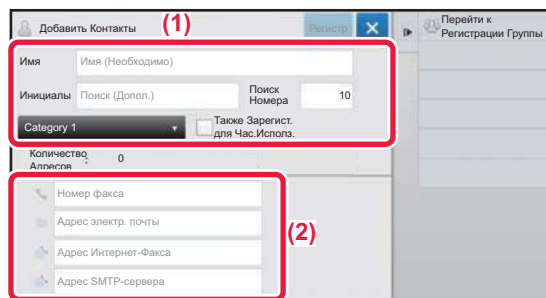 Добавить Контакты
(1)
Регистр
Перейти к
Регистрации Группы
Имя
Имя (Необходимо)
Инициалы
Поиск (Допол.)
Поиск
Номера
10
Category 1
Также Зарегист.
для Час.Исполз.
Количество
Адресов
:
0
Номер факса
Адрес электр. почты
(2)
Адрес Интернет-Факса
Адрес SMTP-сервера